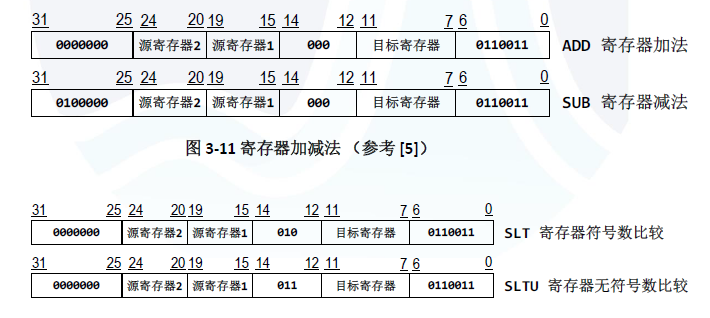 31 25 24 20 19 15 14 12 11 7 6 0
0000000 源寄存器2 源寄存器1 000 目标寄存器 0110011 ADD 寄存器加法
31 25 24 20 19 15 14 12 11 7 6 0
0100000 源寄存器2 源寄存器1 000 目标寄存器 0110011 SUB 寄存器减法
图 3-11 寄存器加减法 （参考 [5]）
31 25 24 20 19 15 14 12 11 7 6 0
0000000 源寄存器2 源寄存器1 010 目标寄存器 0110011 SLT 寄存器符号数比较
31 25 24 20 19 15 14 12 11 7 6 0
0000000 源寄存器2 源寄存器1 011 目标寄存器 0110011 SLTU 寄存器无符号数比较